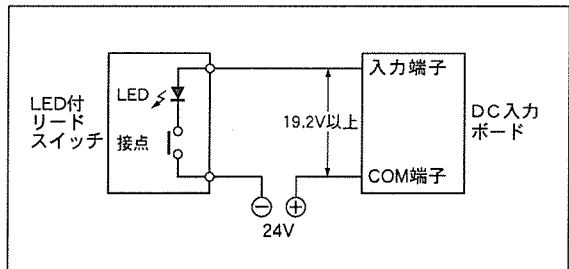 LED付
リード
スイッチ
LED
接点
19.2V以上
入力端子
COM端子
DC入力
ボード
⊖ ⊕
24V